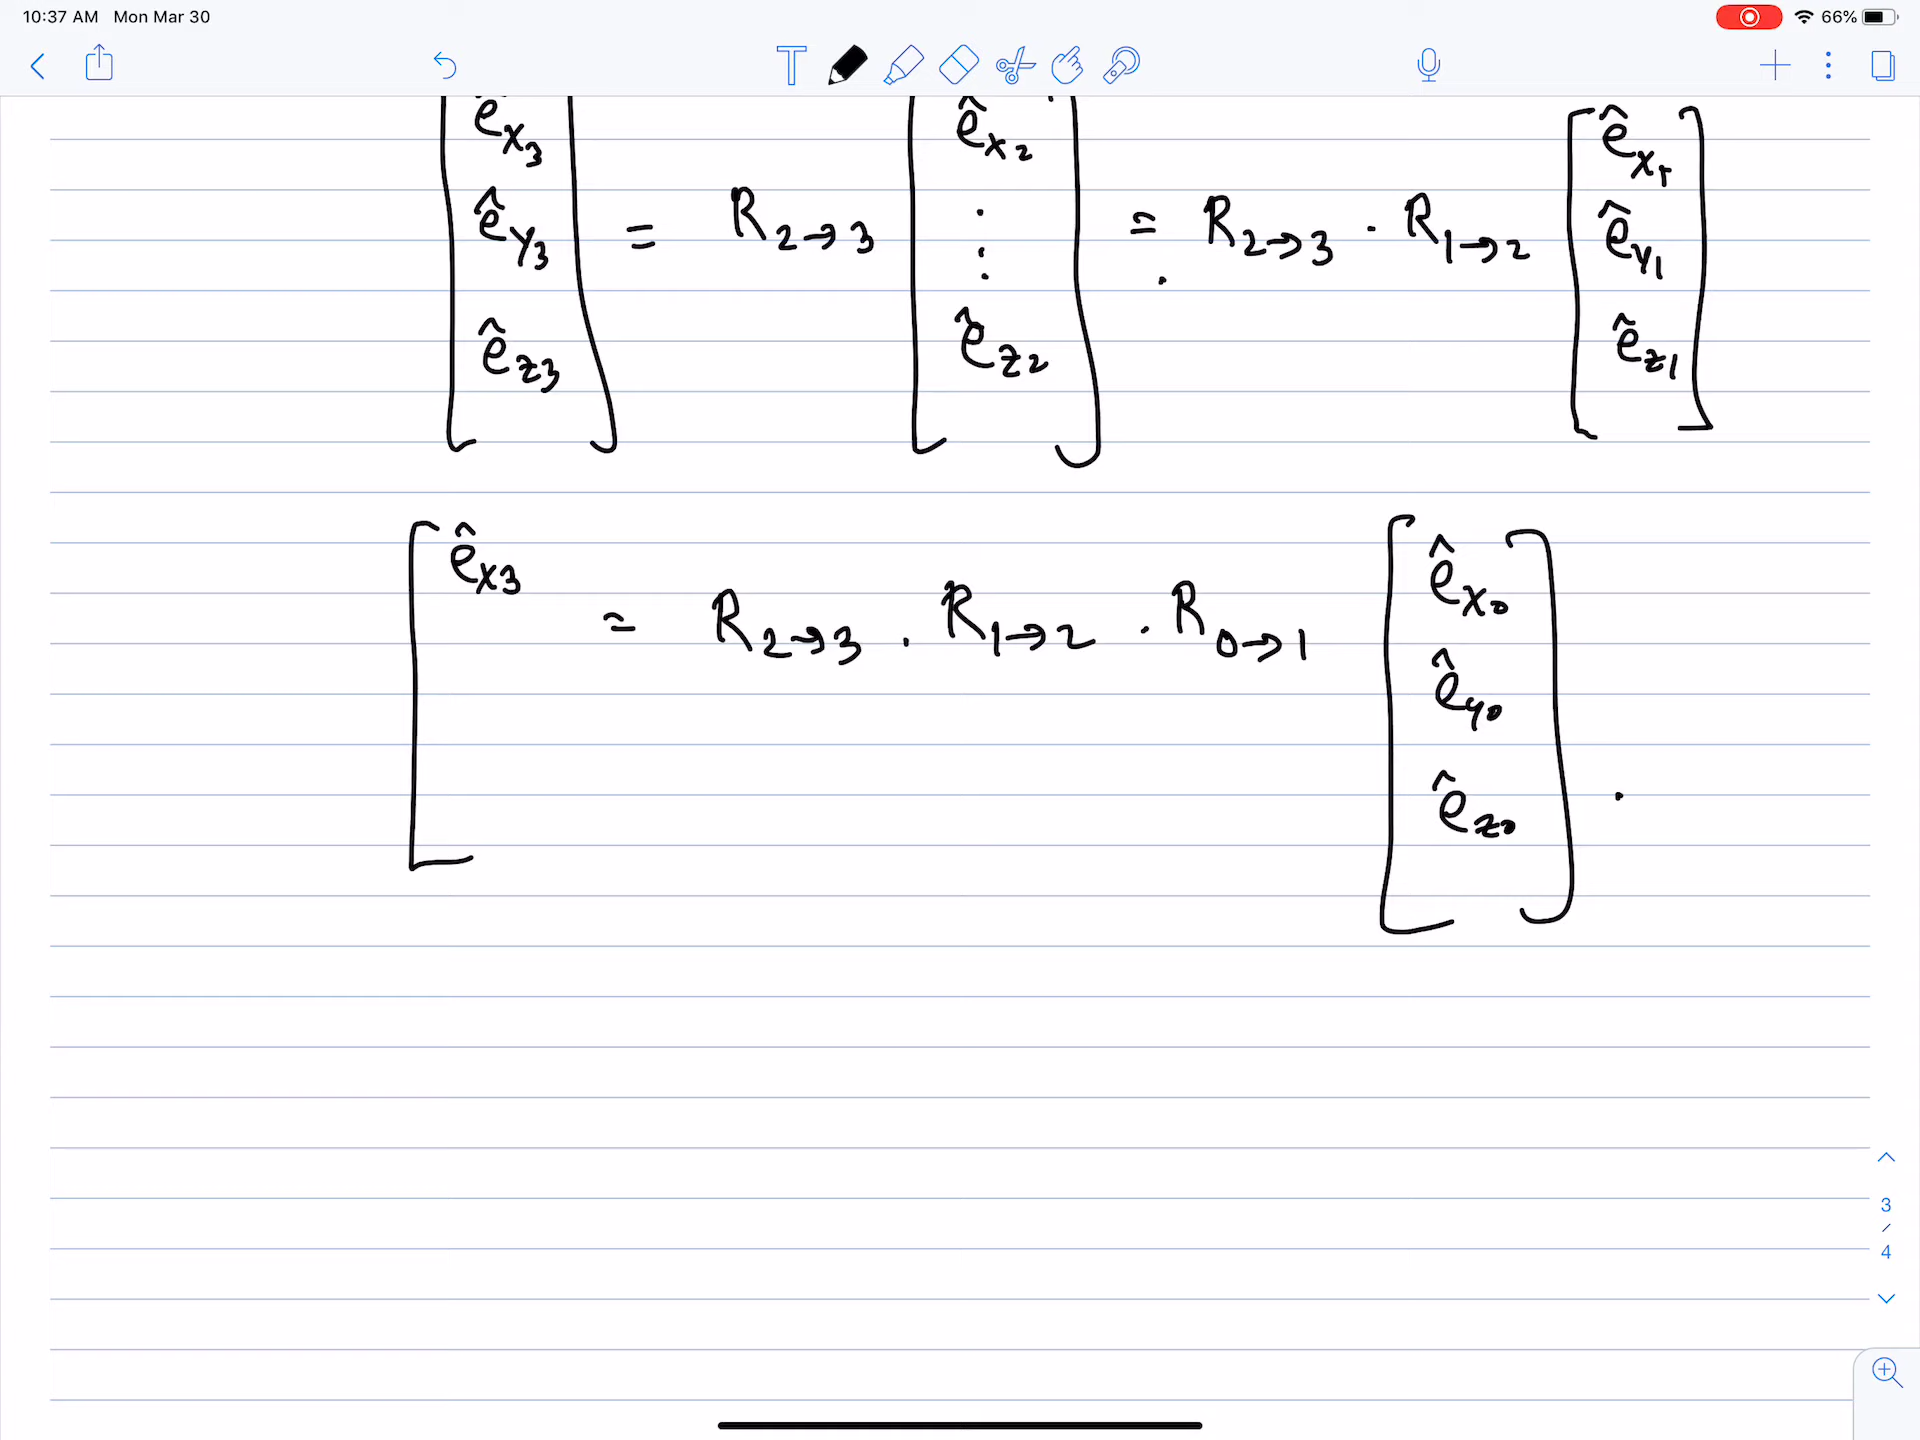 10:37 AM Mon Mar 30 66%
T
[ê_x3 ê_y3 ê_z3] = R_2→3 [ê_x2 : : ê_z2] = R_2→3 . R_1→2 [ê_x1 ê_y1 ê_z1]
[ê_x3 = R_2→3 . R_1→2 . R_0→1 [ê_x0 ê_y0 ê_z0] .
3
/
4